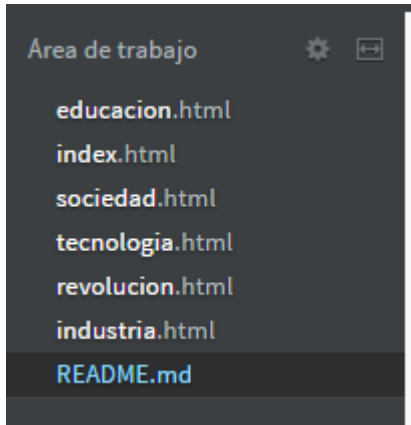 Área de trabajo
educacion.html
index.html
sociedad.html
tecnologia.html
revolucion.html
industria.html
README.md